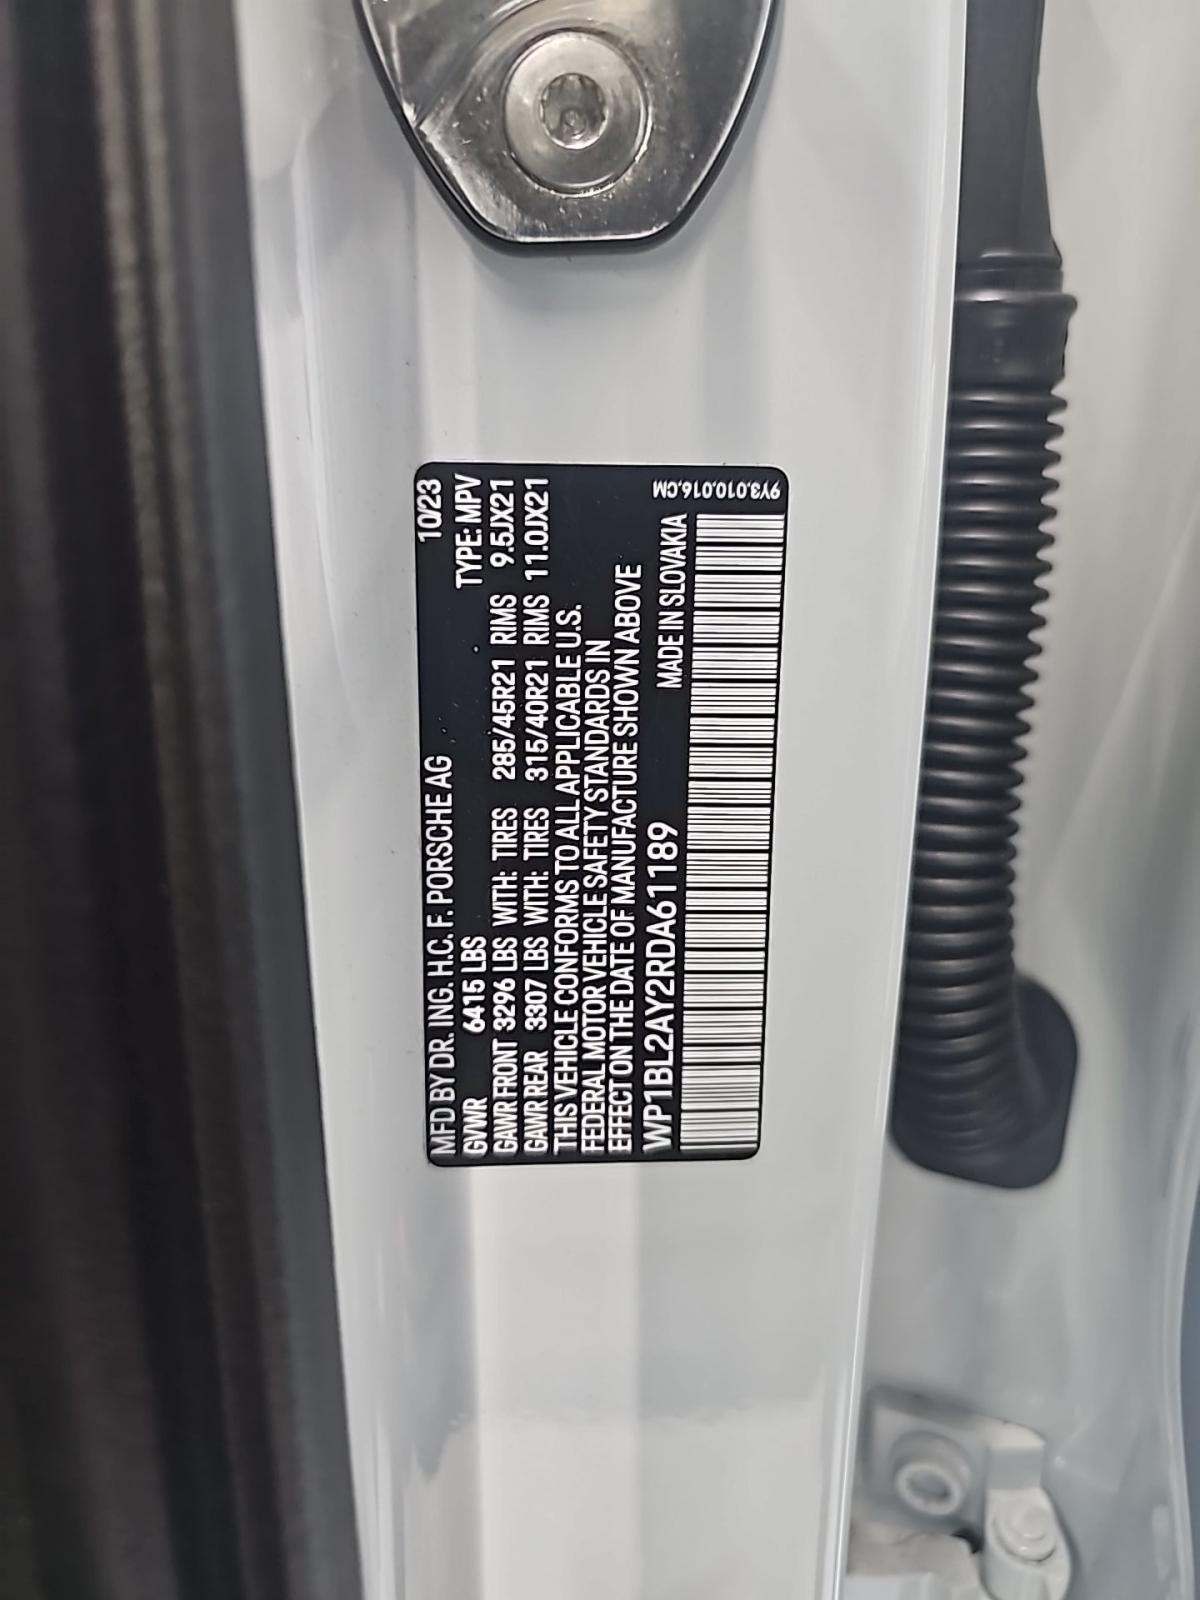 MFD BY DR. ING. H.C. F. PORSCHE AG 10/23
GVWR 6415 LBS TYPE: MPV
GAWR FRONT 3296 LBS WITH: TIRES 285/45R21 RIMS 9.5JX21
GAWR REAR 3307 LBS WITH: TIRES 315/40R21 RIMS 11.0JX21
THIS VEHICLE CONFORMS TO ALL APPLICABLE U.S.
FEDERAL MOTOR VEHICLE SAFETY STANDARDS IN
EFFECT ON THE DATE OF MANUFACTURE SHOWN ABOVE
WP1BL2AY2RDA61189 MADE IN SLOVAKIA
9Y3.010.016.CM